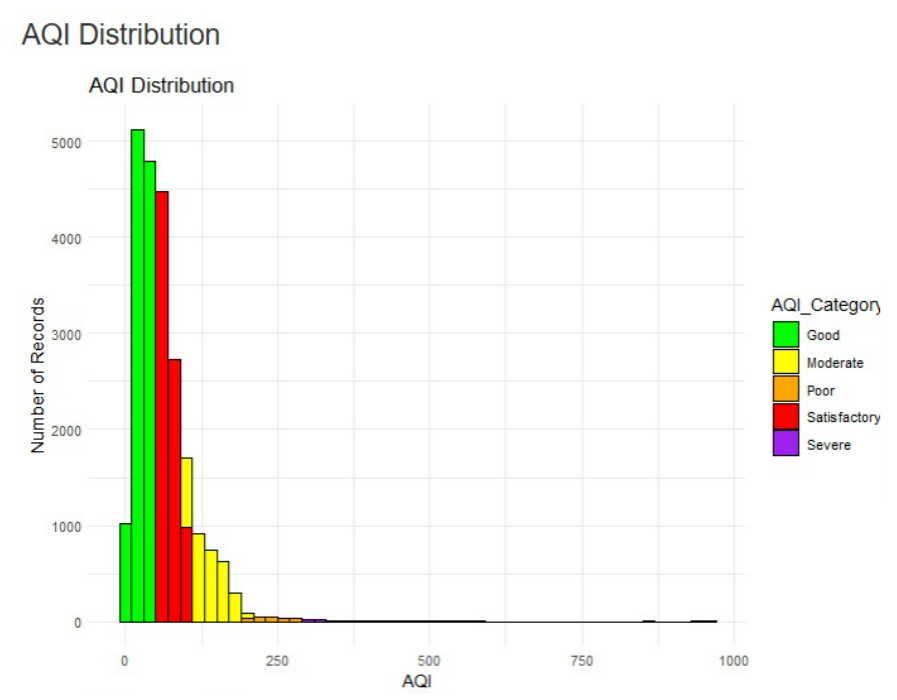 AQI Distribution
AQI Distribution
5000
4000
3000
2000
1000
0
Number of Records
0 250 500 750 1000
AQI
AQI_Category
Good
Moderate
Poor
Satisfactory
Severe